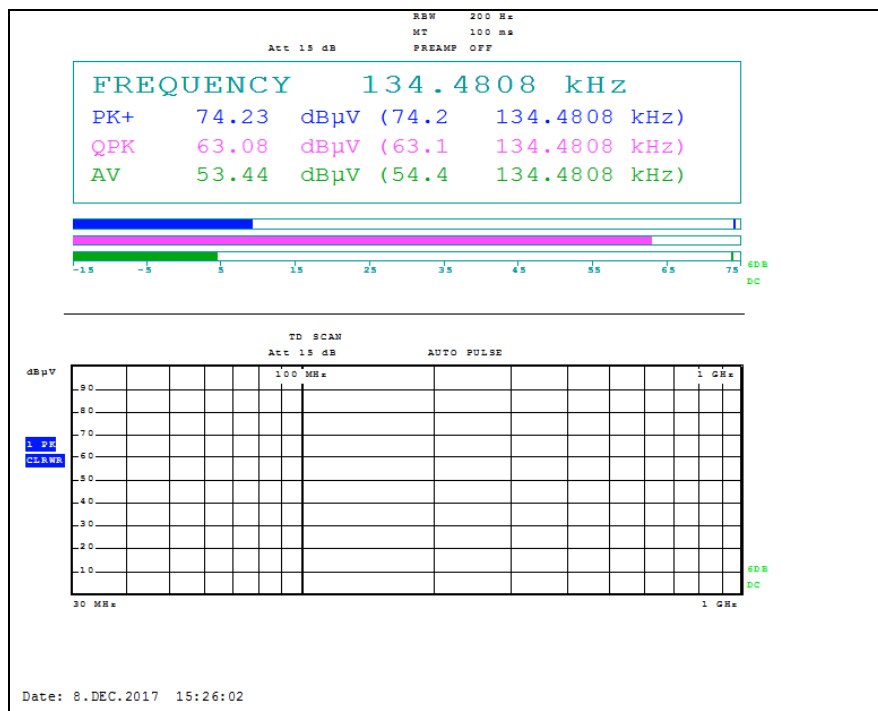 RBW 200 Hz
MT 100 ms
Att 15 dB PREAMP OFF
FREQUENCY 134.4808 kHz
PK+ 74.23 dBµV (74.2 134.4808 kHz)
QPK 63.08 dBµV (63.1 134.4808 kHz)
AV 53.44 dBµV (54.4 134.4808 kHz)
-15 -5 5 15 25 35 45 55 65 75
6DB
DC
TD SCAN
Att 15 dB AUTO PULSE
dBµV
100 MHz 1 GHz
90
80
70
1 PK
60
CLRWR
50
40
30
20
10
6DB
DC
30 MHz 1 GHz
Date: 8.DEC.2017 15:26:02